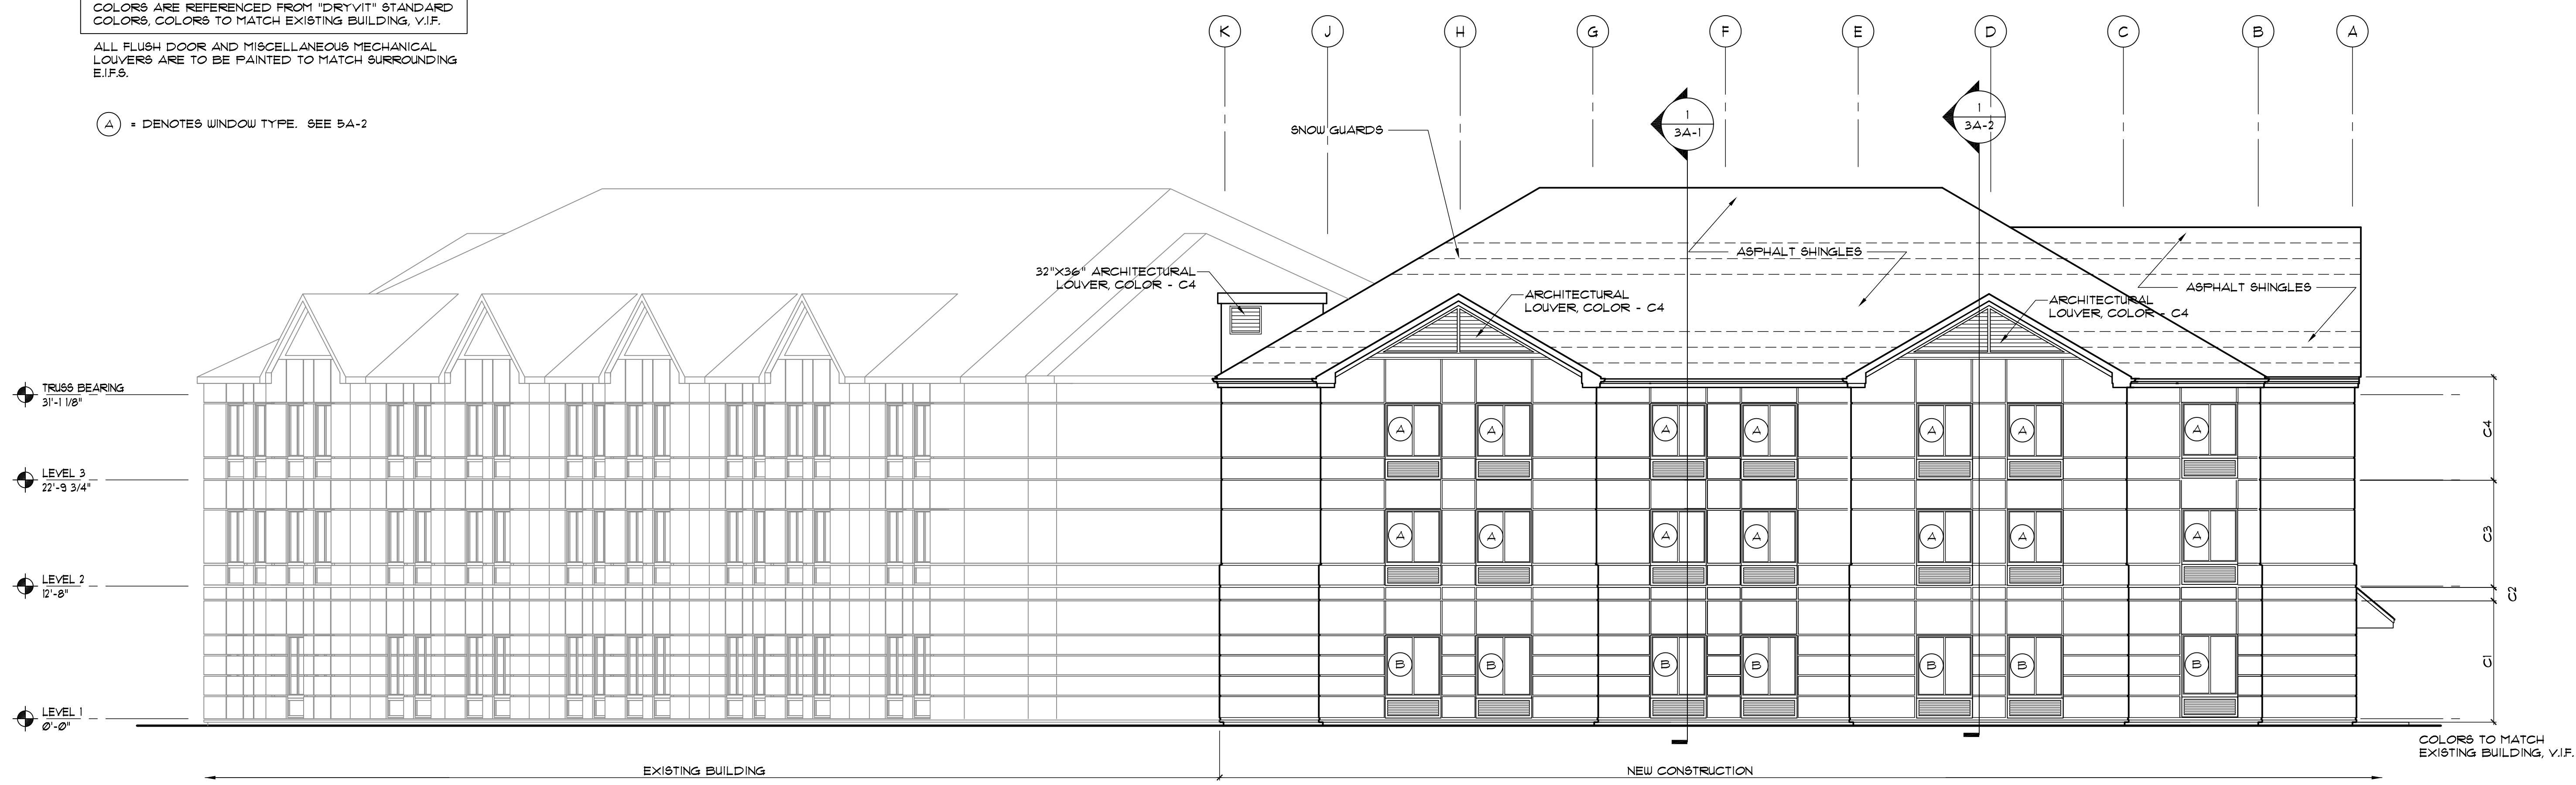 COLORS ARE REFERENCED FROM "DRYVIT" STANDARD
COLORS, COLORS TO MATCH EXISTING BUILDING, V.I.F.
ALL FLUSH DOOR AND MISCELLANEOUS MECHANICAL
LOUVERS ARE TO BE PAINTED TO MATCH SURROUNDING
E.I.F.S.
A = DENOTES WINDOW TYPE. SEE 5A-2
K J H G F E D C B A
1
3A-1
1
3A-2
SNOW GUARDS
ASPHALT SHINGLES
ASPHALT SHINGLES
32"X36" ARCHITECTURAL
LOUVER, COLOR - C4
ARCHITECTURAL
LOUVER, COLOR - C4
ARCHITECTURAL
LOUVER, COLOR - C4
TRUSS BEARING
31'-1 1/8"
A A A A A A A
C4
LEVEL 3
22'-9 3/4"
A A A A A A A
C3
LEVEL 2
12'-8"
C2
B B B B B B B
C1
LEVEL 1
0'-0"
COLORS TO MATCH
EXISTING BUILDING, V.I.F.
EXISTING BUILDING
NEW CONSTRUCTION